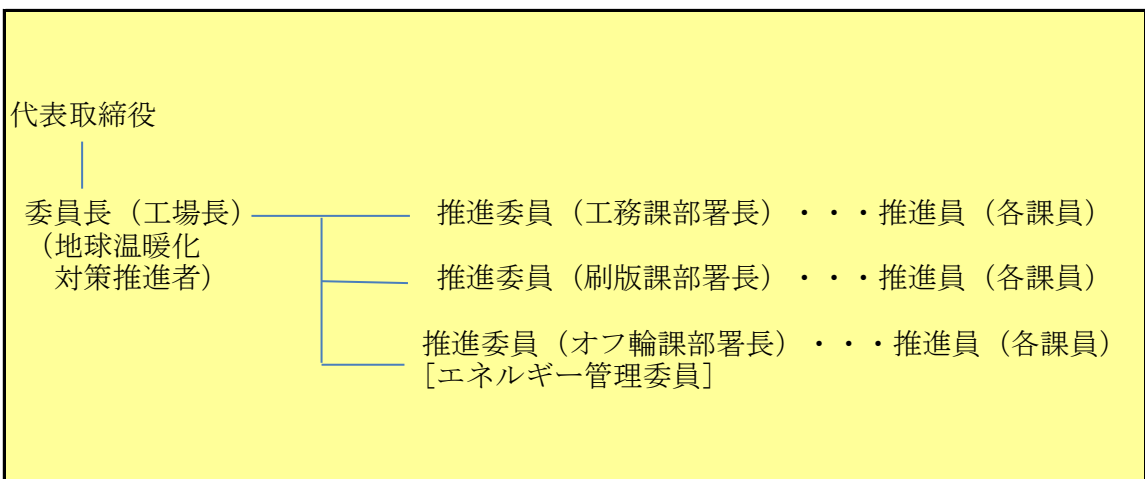 代表取締役
委員長（工場長） 推進委員（工務課部署長）・・・推進員（各課員）
（地球温暖化
対策推進者）
推進委員（刷版課部署長）・・・推進員（各課員）
推進委員（オフ輪課部署長）・・・推進員（各課員）
［エネルギー管理委員］